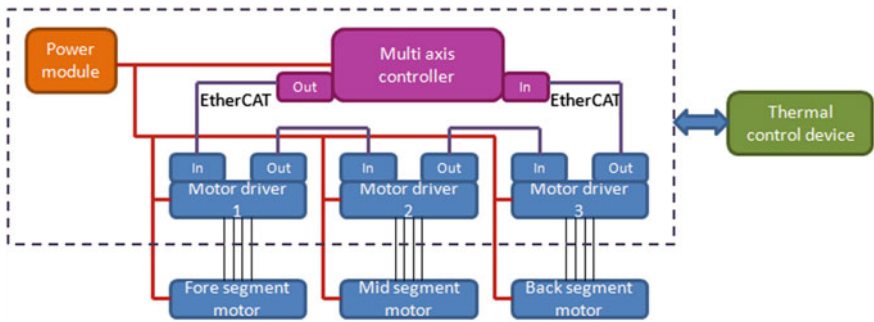 Power
module
Multi axis
controller
Out
In
EtherCAT
EtherCAT
Thermal
control device
In
Out
In
Out
In
Out
Motor driver
1
Motor driver
2
Motor driver
3
Fore segment
motor
Mid segment
motor
Back segment
motor